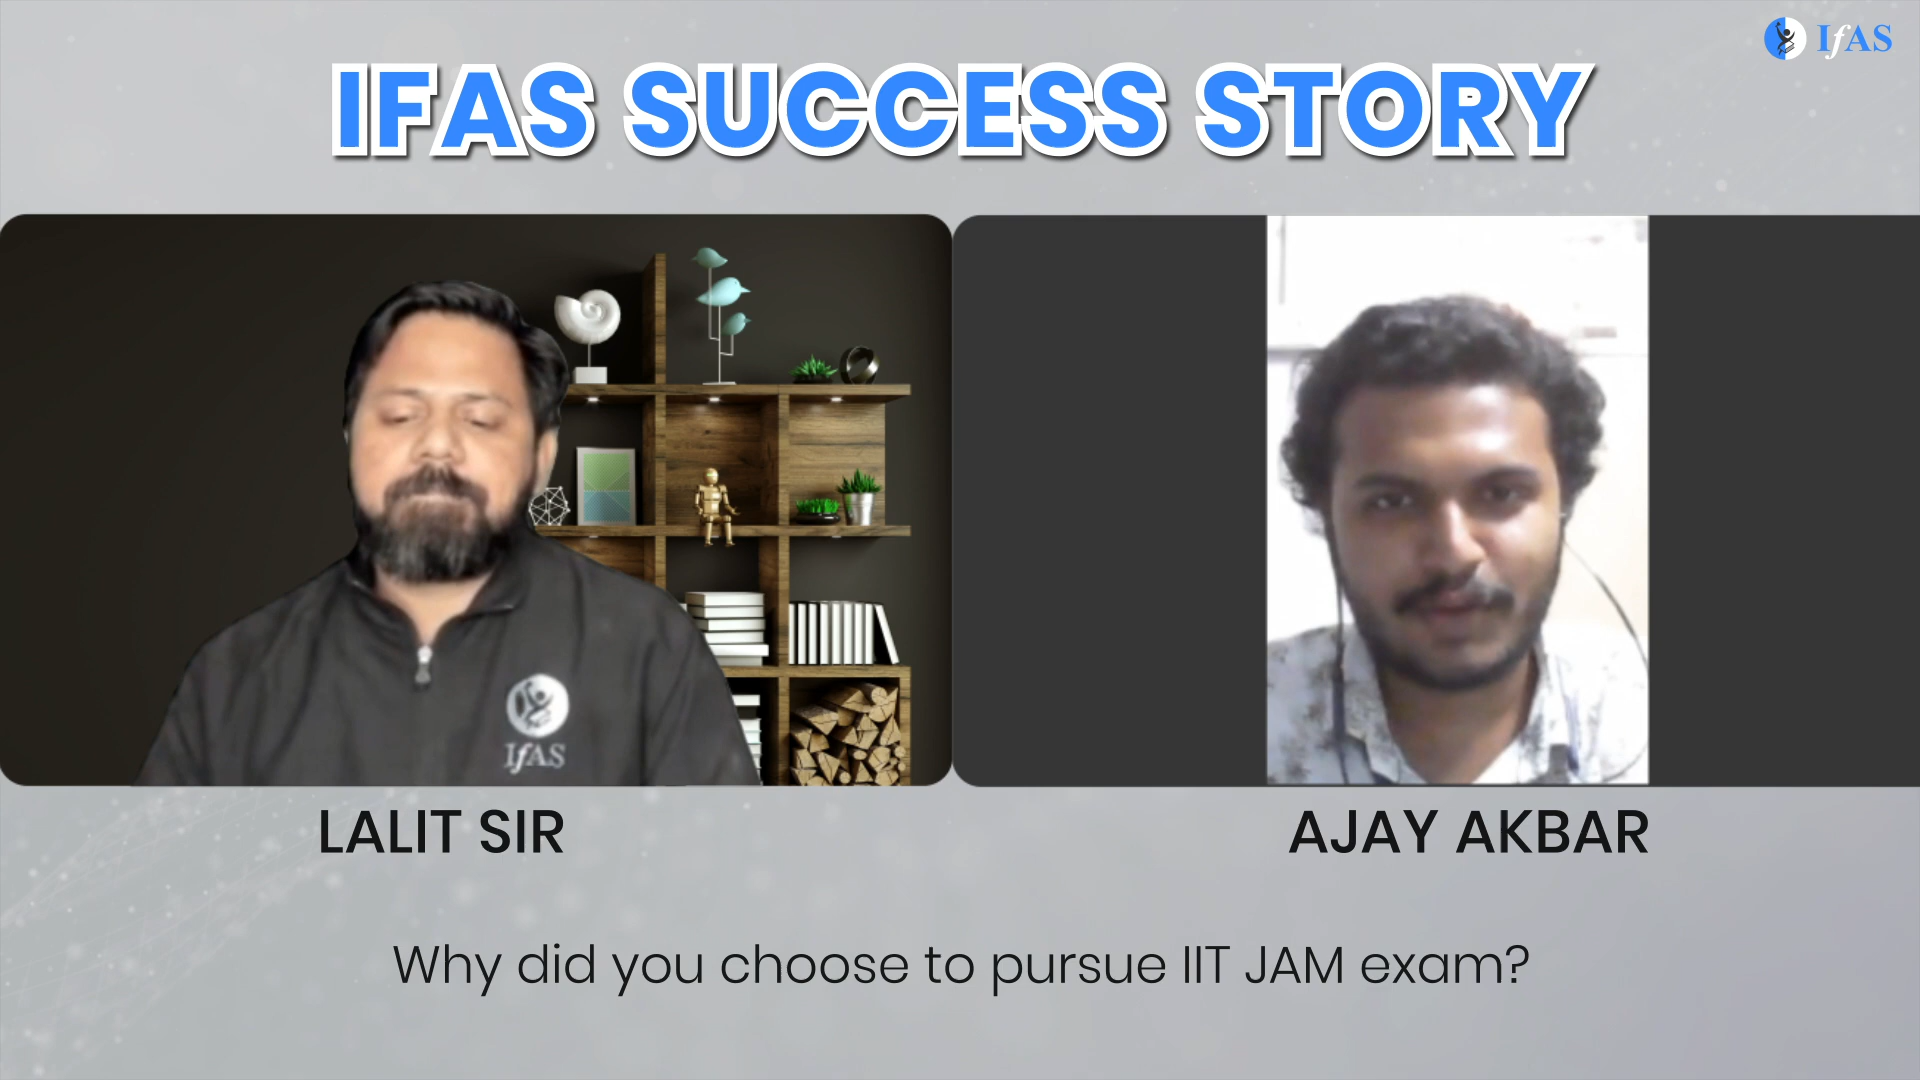 IfAS
IFAS SUCCESS STORY
IfAS
LALIT SIR
AJAY AKBAR
Why did you choose to pursue IIT JAM exam?